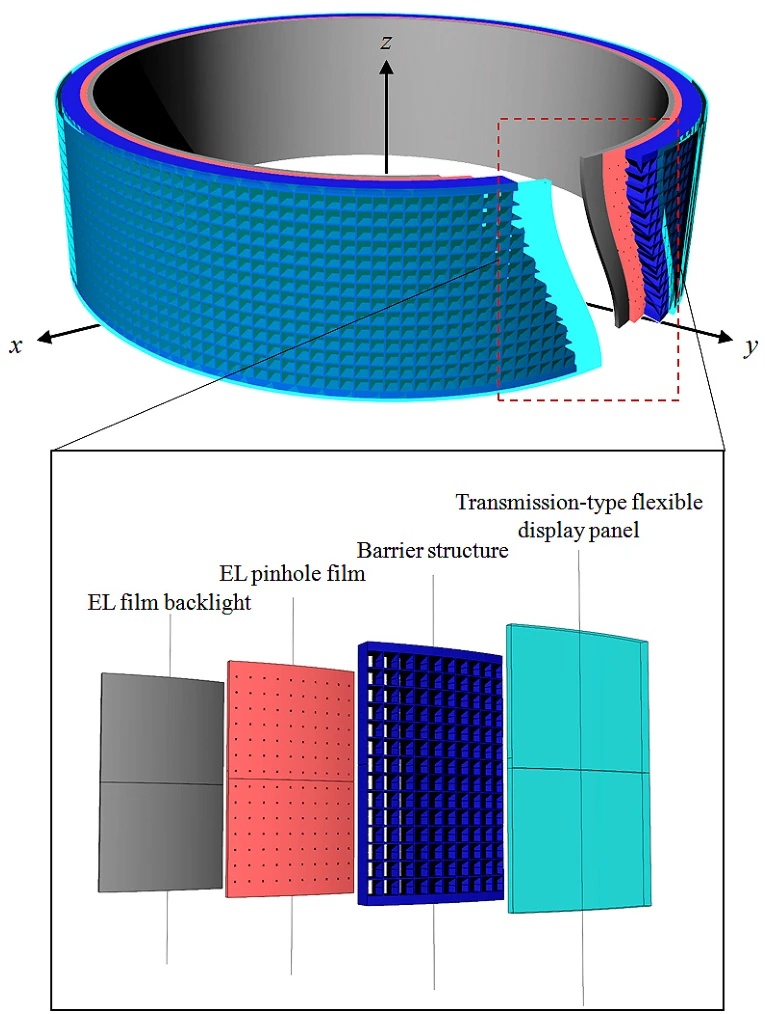 z
x
y
Transmission-type flexible
display panel
Barrier structure
EL pinhole film
EL film backlight